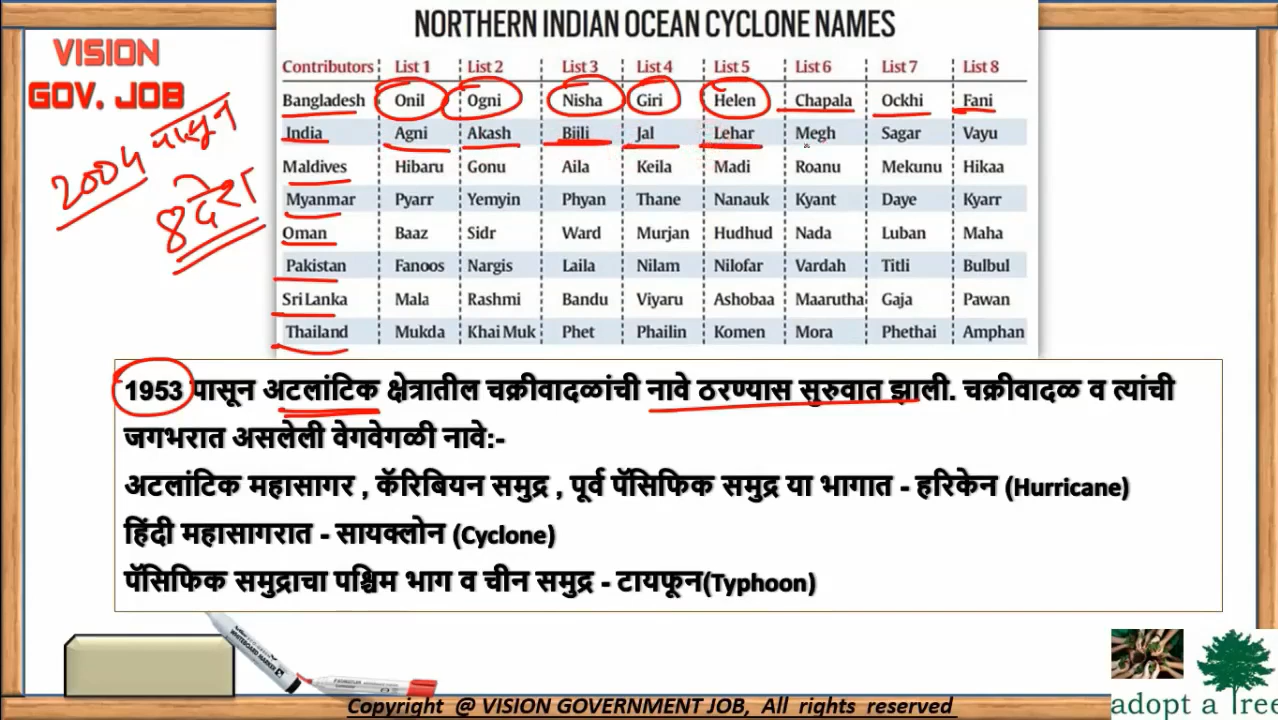 NORTHERN INDIAN OCEAN CYCLONE NAMES
VISION
GOV. JOB
2004 पासून
8 देश
Contributors List 1 List 2 List 3 List 4 List 5 List 6 List 7 List 8
Bangladesh Onil Ogni Nisha Giri Helen Chapala Ockhi Fani
India Agni Akash Biili Jal Lehar Megh Sagar Vayu
Maldives Hibaru Gonu Aila Keila Madi Roanu Mekunu Hikaa
Myanmar Pyarr Yemyin Phyan Thane Nanauk Kyant Daye Kyarr
Oman Baaz Sidr Ward Murjan Hudhud Nada Luban Maha
Pakistan Fanoos Nargis Laila Nilam Nilofar Vardah Titli Bulbul
Sri Lanka Mala Rashmi Bandu Viyaru Ashobaa Maarutha Gaja Pawan
Thailand Mukda Khai Muk Phet Phailin Komen Mora Phethai Amphan
1953 पासून अटलांटिक क्षेत्रातील चक्रीवादळांची नावे ठरण्यास सुरुवात झाली. चक्रीवादळ व त्यांची
जगभरात असलेली वेगवेगळी नावे:-
अटलांटिक महासागर , कॅरिबियन समुद्र , पूर्व पॅसिफिक समुद्र या भागात - हरिकेन (Hurricane)
हिंदी महासागरात - सायक्लोन (Cyclone)
पॅसिफिक समुद्राचा पश्चिम भाग व चीन समुद्र - टायफून(Typhoon)
Copyright @ VISION GOVERNMENT JOB, All rights reserved
adopt a Tree